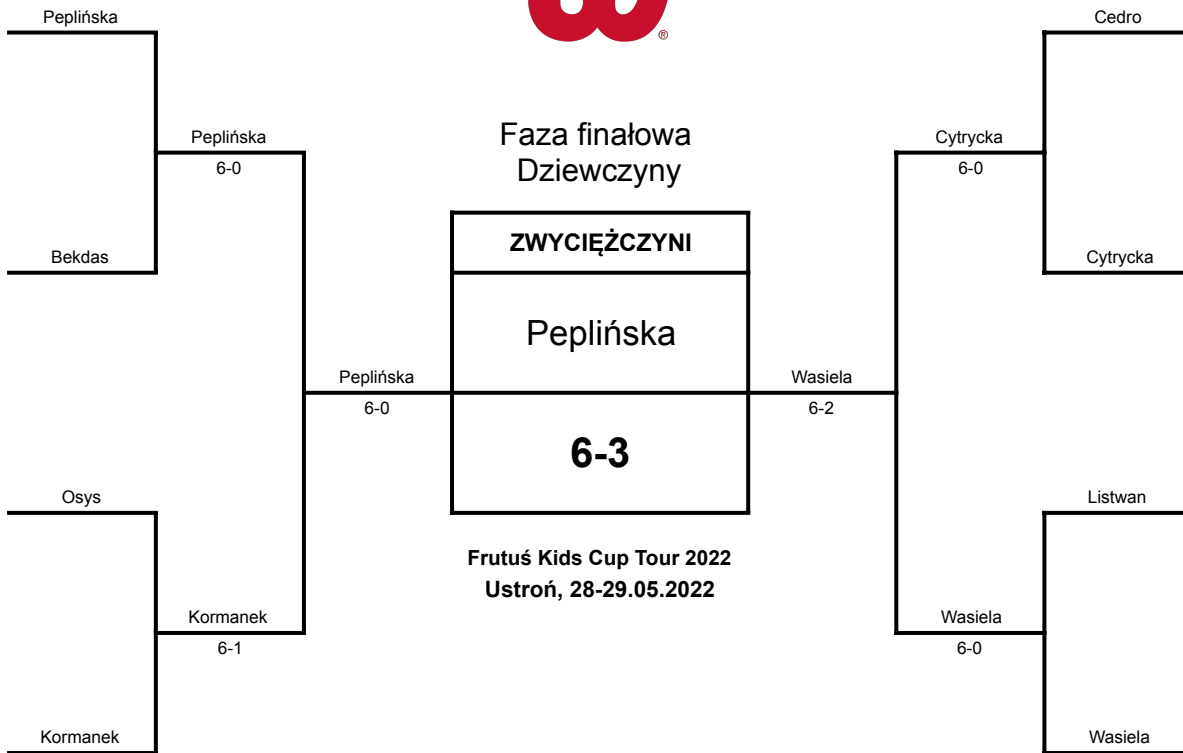 Peplińska
Cedro
®
Peplińska
6-0
Faza finałowa
Dziewczyny
Cytrycka
6-0
Bekdas
ZWYCIĘŻCZYNI
Cytrycka
Peplińska
Peplińska
6-0
Wasiela
6-2
6-3
Osys
Listwan
Frutuś Kids Cup Tour 2022
Ustroń, 28-29.05.2022
Kormanek
6-1
Wasiela
6-0
Kormanek
Wasiela